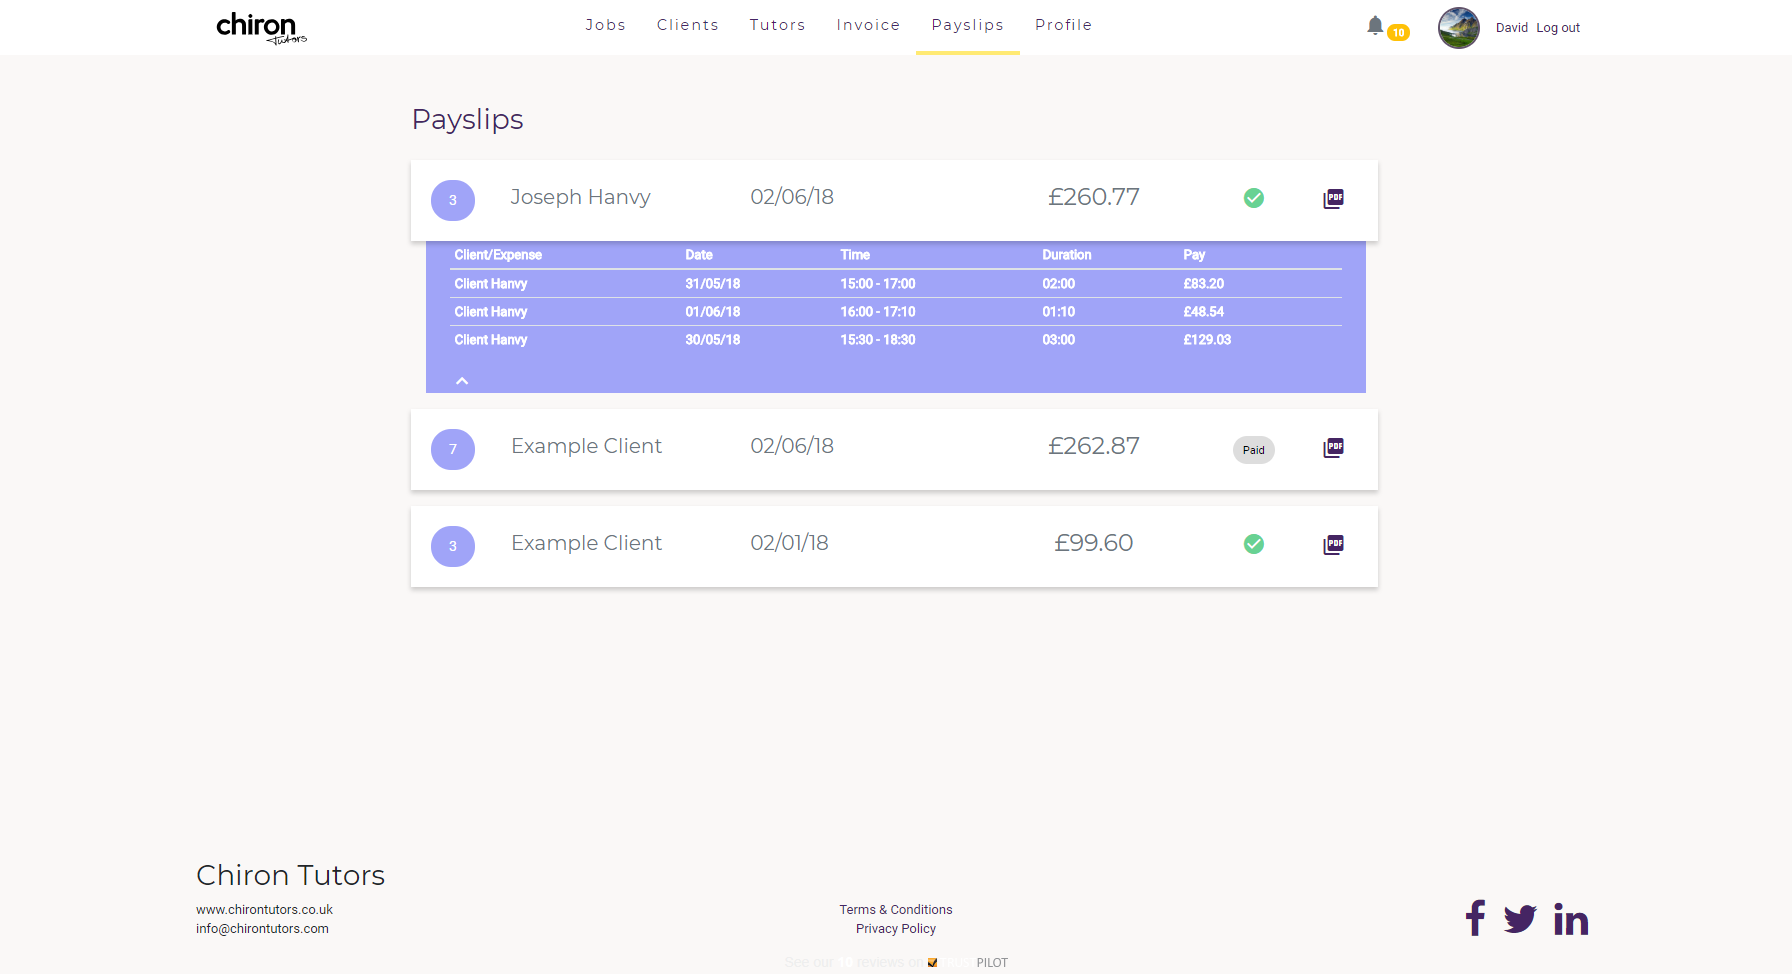 chiron
Tutors
Jobs Clients Tutors Invoice Payslips Profile
10
David Log out
Payslips
3 Joseph Hanvy 02/06/18 £260.77 PDF
Client/Expense Date Time Duration Pay
Client Hanvy 31/05/18 15:00 - 17:00 02:00 £83.20
Client Hanvy 01/06/18 16:00 - 17:10 01:10 £48.54
Client Hanvy 30/05/18 15:30 - 18:30 03:00 £129.03
7 Example Client 02/06/18 £262.87 Paid PDF
3 Example Client 02/01/18 £99.60 PDF
Chiron Tutors
www.chirontutors.co.uk
info@chirontutors.com
Terms & Conditions
Privacy Policy
See our 10 reviews on PILOT